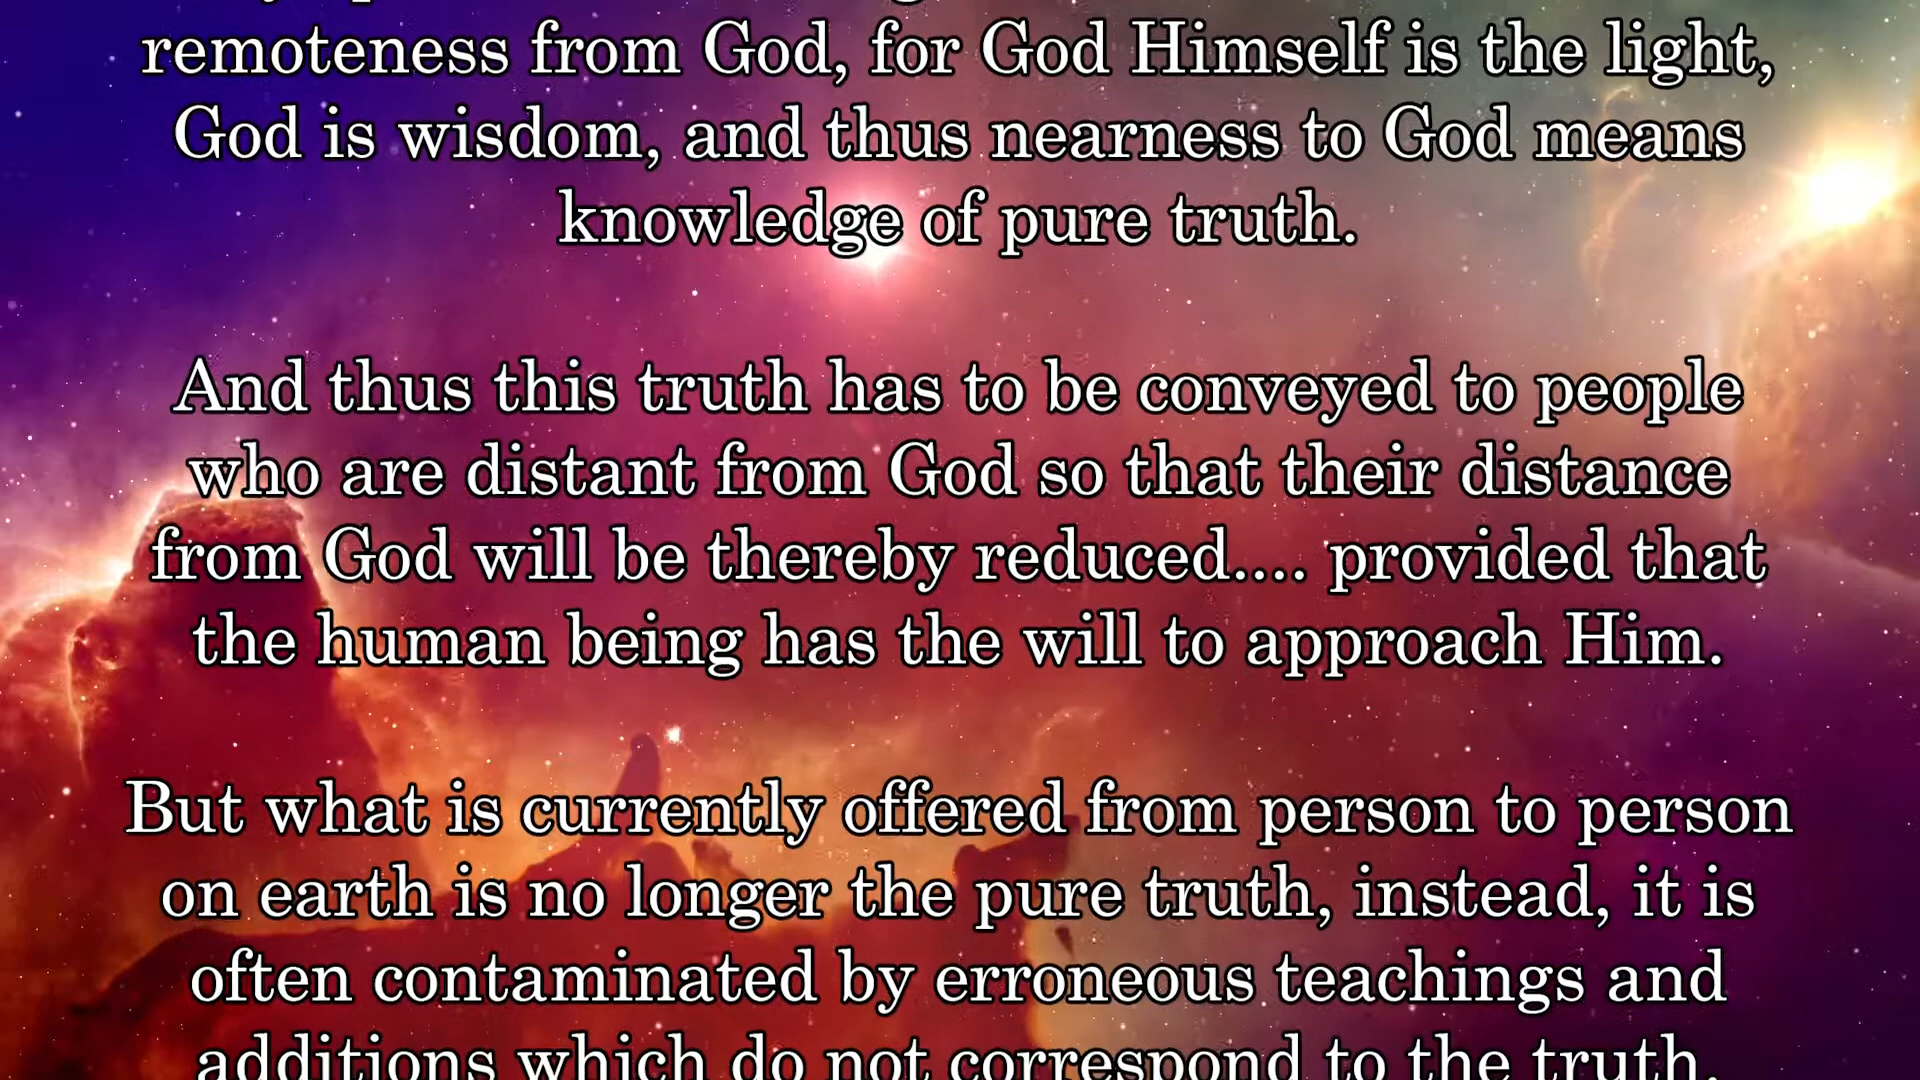 remoteness from God, for God Himself is the light,
God is wisdom, and thus nearness to God means
knowledge of pure truth.
And thus this truth has to be conveyed to people
who are distant from God so that their distance
from God will be thereby reduced.... provided that
the human being has the will to approach Him.
But what is currently offered from person to person
on earth is no longer the pure truth, instead, it is
often contaminated by erroneous teachings and
additions which do not correspond to the truth.